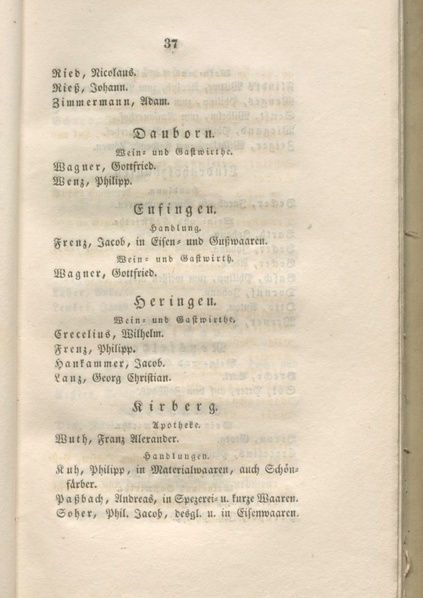 37
Ried, Nicolaus.
Rieß, Johann.
Zimmermann, Adam.
Dauborn.
Wein- und Gastwirthe.
Wagner, Gottfried.
Wenz, Philipp.
Enfingen.
Handlung.
Frenz, Jacob, in Eisen- und Gußwaaren.
Wein- und Gastwirth.
Wagner, Gottfried.
Heringen.
Wein- und Gastwirthe.
Crecelius, Wilhelm.
Frenz, Philipp.
Hankammer, Jacob.
Lanz, Georg Christian.
Kirberg.
Apotheke.
Wuth, Franz Alexander.
Handlungen.
Kuh, Philipp, in Materialwaaren, auch Schön-
färber.
Paßbach, Andreas, in Spezerei- u. kurze Waaren.
Soher, Phil. Jacob, desgl. u. in Eisenwaaren.